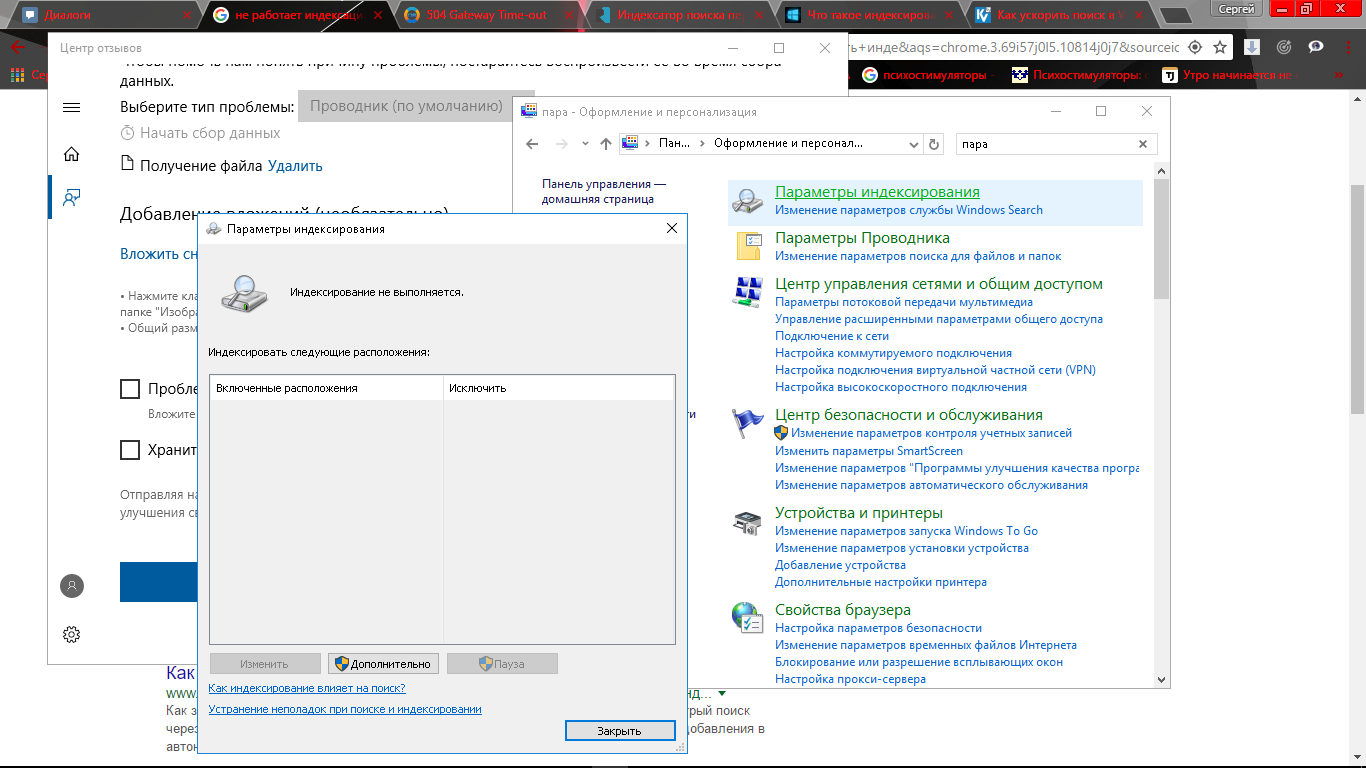 Диалоги
не работает индексаци
504 Gateway Time-out
Индексатор поиска пе
Что такое индексирова
Как ускорить поиск в У
Сергей
ть+инде&aqs=chrome.3.69i57j0l5.10814j0j7&sourceic
Се
психостимуляторы
Психостимуляторы:
Утро начинается не
Центр отзывов
Чтобы помочь нам понять причину проблемы, постарайтесь воспроизвести ее во время сбора
данных.
Выберите тип проблемы:
Проводник (по умолчанию)
Начать сбор данных
Получение файла Удалить
Добавление вложений (необязательно)
Вложить сн
• Нажмите кла
папке "Изобра
• Общий разм
Пробле
Вложите
ти
Хранит
Отправляя на
улучшения св
пара - Оформление и персонализация
Пан...
Оформление и персонал...
пара
Панель управления —
домашняя страница
Параметры индексирования
Изменение параметров службы Windows Search
Параметры Проводника
Изменение параметров поиска для файлов и папок
Центр управления сетями и общим доступом
Параметры потоковой передачи мультимедиа
Управление расширенными параметрами общего доступа
Подключение к сети
Настройка коммутируемого подключения
Настройка подключения виртуальной частной сети (VPN)
Настройка высокоскоростного подключения
Центр безопасности и обслуживания
Изменение параметров контроля учетных записей
Изменить параметры SmartScreen
Изменение параметров "Программы улучшения качества програ
Изменение параметров автоматического обслуживания
Устройства и принтеры
Изменение параметров запуска Windows To Go
Изменение параметров установки устройства
Добавление устройства
Дополнительные настройки принтера
Свойства браузера
Настройка параметров безопасности
Изменение параметров временных файлов Интернета
Блокирование или разрешение всплывающих окон
Настройка прокси-сервера
Параметры индексирования
Индексирование не выполняется.
Индексировать следующие расположения:
Включенные расположения
Исключить
Изменить
Дополнительно
Пауза
Как индексирование влияет на поиск?
Устранение неполадок при поиске и индексировании
Закрыть
Как
www.
нд...
Как з
трый поиск
через
добавления в
автон